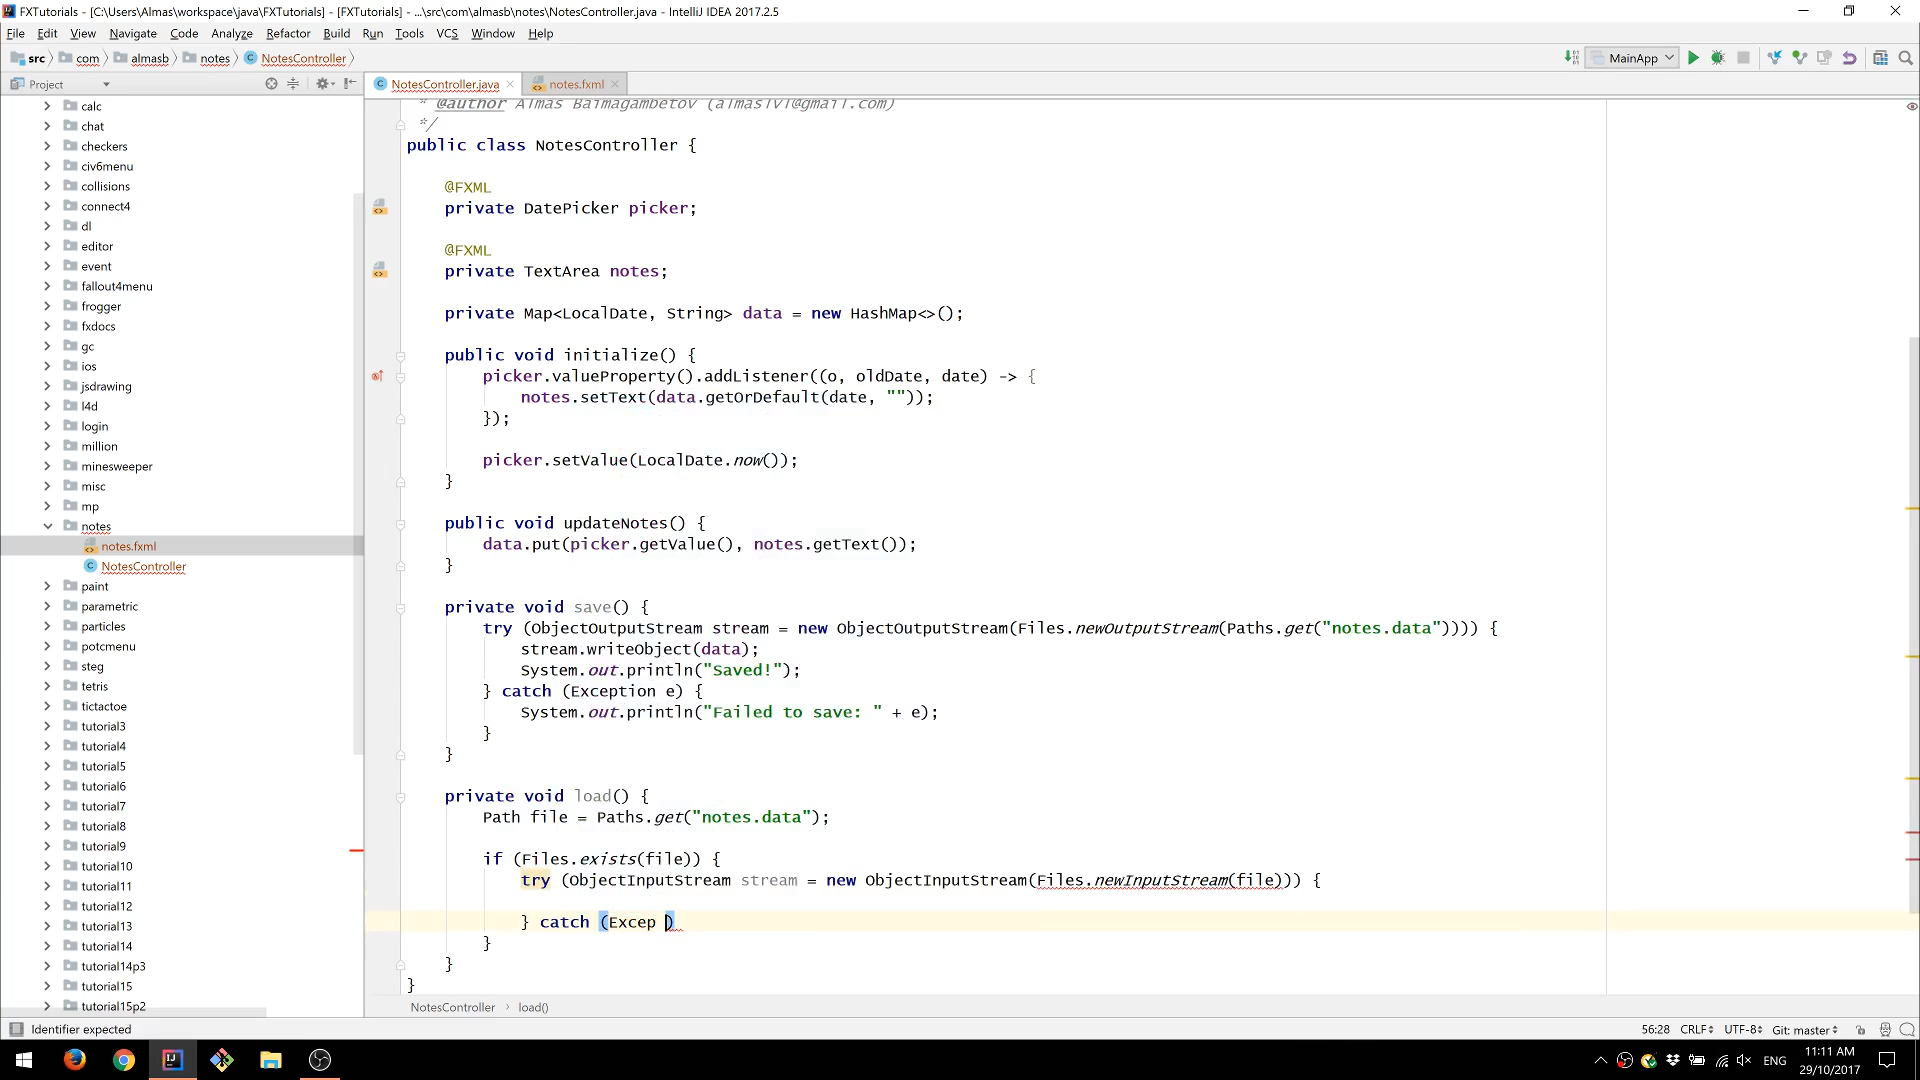 FXTutorials - [C:\Users\Almas\workspace\java\FXTutorials] - [FXTutorials] - ...\src\com\almasb\notes\NotesController.java - IntelliJ IDEA 2017.2.5
File Edit View Navigate Code Analyze Refactor Build Run Tools VCS Window Help
src com almasb notes NotesController MainApp
Project
NotesController.java notes.fxml
calc
chat
checkers
civ6menu
collisions
connect4
dl
editor
event
fallout4menu
frogger
fxdocs
gc
ios
jsdrawing
l4d
login
million
minesweeper
misc
mp
notes
notes.fxml
NotesController
paint
parametric
particles
potcmenu
steg
tetris
tictactoe
tutorial3
tutorial4
tutorial5
tutorial6
tutorial7
tutorial8
tutorial9
tutorial10
tutorial11
tutorial12
tutorial13
tutorial14
tutorial14p3
tutorial15
tutorial15p2
* @author Almas Baimagambetov (almaslvl@gmail.com)
*/
public class NotesController {
@FXML
private DatePicker picker;
@FXML
private TextArea notes;
private Map<LocalDate, String> data = new HashMap<>();
public void initialize() {
picker.valueProperty().addListener((o, oldDate, date) -> {
notes.setText(data.getOrDefault(date, ""));
});
picker.setValue(LocalDate.now());
}
public void updateNotes() {
data.put(picker.getValue(), notes.getText());
}
private void save() {
try (ObjectOutputStream stream = new ObjectOutputStream(Files.newOutputStream(Paths.get("notes.data")))) {
stream.writeObject(data);
System.out.println("Saved!");
} catch (Exception e) {
System.out.println("Failed to save: " + e);
}
}
private void load() {
Path file = Paths.get("notes.data");
if (Files.exists(file)) {
try (ObjectInputStream stream = new ObjectInputStream(Files.newInputStream(file))) {
} catch (Excep )
}
}
}
NotesController load()
Identifier expected 56:28 CRLF UTF-8 Git: master
ENG 11:11 AM
29/10/2017